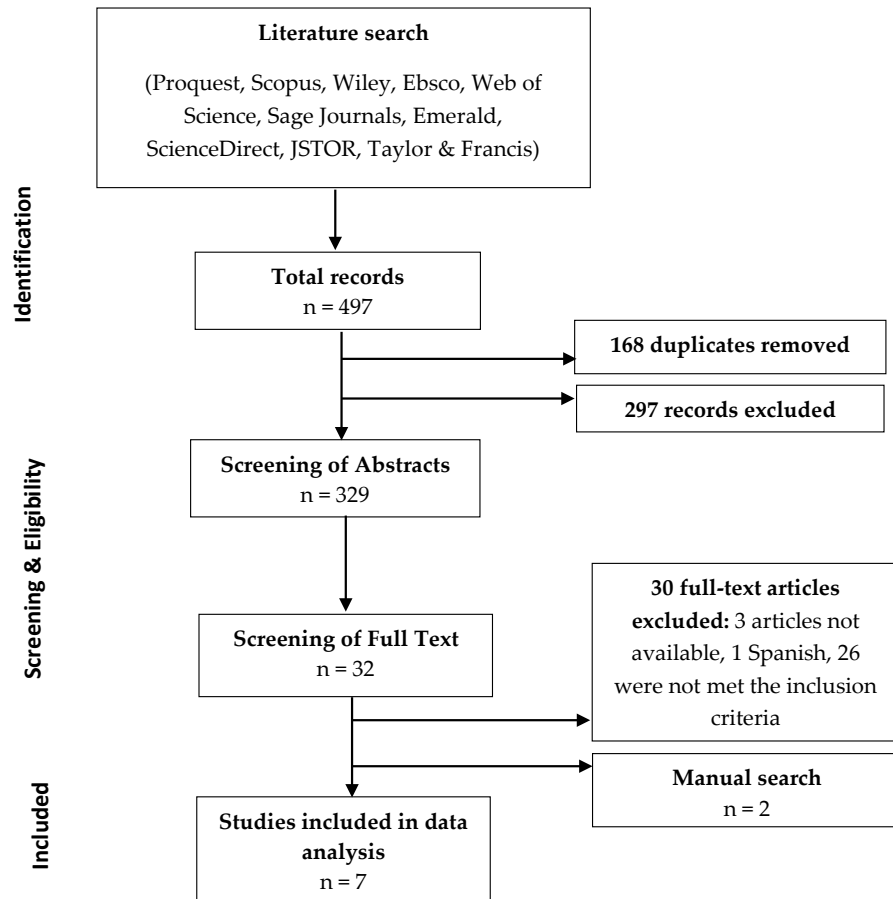 Literature search
(Proquest, Scopus, Wiley, Ebsco, Web of
Science, Sage Journals, Emerald,
ScienceDirect, JSTOR, Taylor & Francis)
Identification
Total records
n = 497
168 duplicates removed
297 records excluded
Screening & Eligibility
Screening of Abstracts
n = 329
30 full-text articles
excluded: 3 articles not
available, 1 Spanish, 26
were not met the inclusion
criteria
Screening of Full Text
n = 32
Included
Manual search
n = 2
Studies included in data
analysis
n = 7